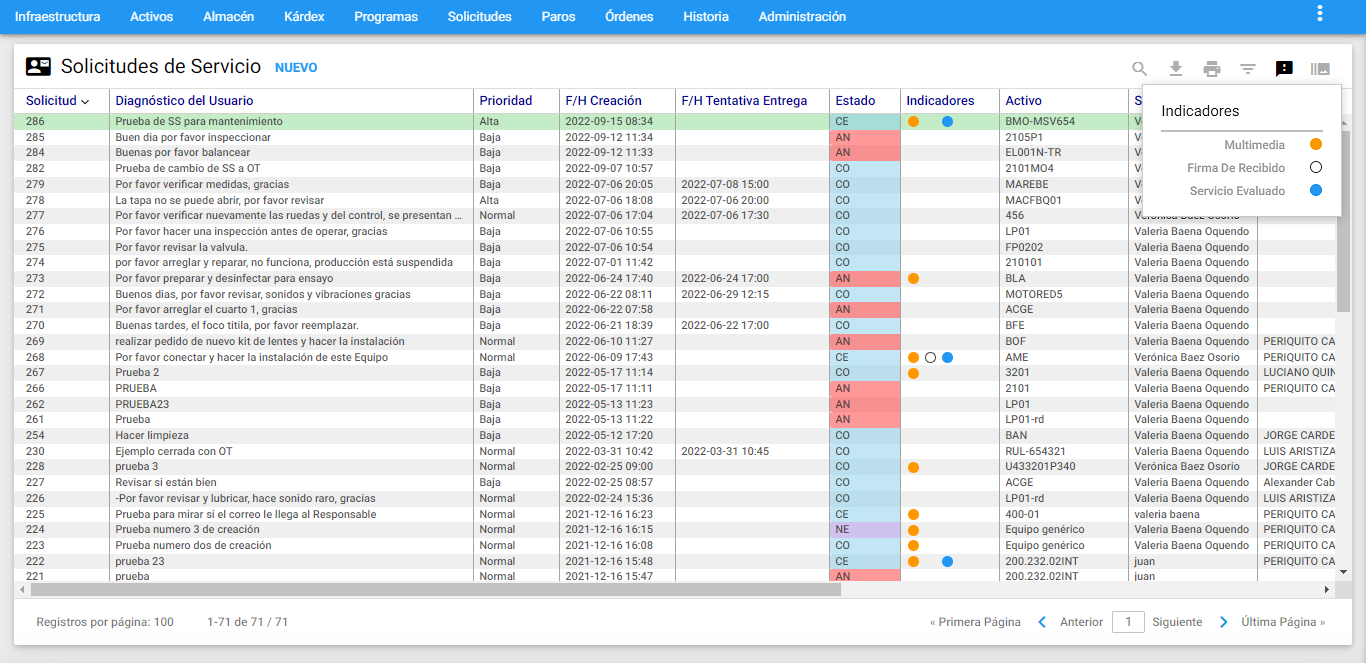 Infraestructura Activos Almacén Kárdex Programas Solicitudes Paros Órdenes Historia Administración
Solicitudes de Servicio NUEVO
Solicitud Diagnóstico del Usuario Prioridad F/H Creación F/H Tentativa Entrega Estado Indicadores Activo S
Indicadores
Multimedia
Firma De Recibido
Servicio Evaluado
286 Prueba de SS para mantenimiento Alta 2022-09-15 08:34 CE BMO-MSV654
285 Buen dia por favor inspeccionar Baja 2022-09-12 11:34 AN 2105P1
284 Buenas por favor balancear Baja 2022-09-12 11:33 AN EL001N-TR
282 Prueba de cambio de SS a OT Baja 2022-09-07 10:57 CO 2101MO4
279 Por favor verificar medidas, gracias Baja 2022-07-06 20:05 2022-07-08 15:00 CO MAREBE
278 La tapa no se puede abrir, por favor revisar Alta 2022-07-06 18:08 2022-07-06 20:00 CO MACFBQ01
277 Por favor verificar nuevamente las ruedas y del control, se presentan ... Normal 2022-07-06 17:04 2022-07-06 17:30 CO 456 Verónica Baez Osorio
276 Por favor hacer una inspección antes de operar, gracias Baja 2022-07-06 10:55 CO LP01 Valeria Baena Oquendo
275 Por favor revisar la valvula. Baja 2022-07-06 10:54 CO FP0202 Valeria Baena Oquendo
274 por favor arreglar y reparar, no funciona, producción está suspendida Baja 2022-07-01 11:42 CO 210101 Valeria Baena Oquendo
273 Por favor preparar y desinfectar para ensayo Baja 2022-06-24 17:40 2022-06-24 17:00 AN BLA Valeria Baena Oquendo
272 Buenos dias, por favor revisar, sonidos y vibraciones gracias Baja 2022-06-22 08:11 2022-06-29 12:15 CO MOTORED5 Valeria Baena Oquendo
271 Por favor arreglar el cuarto 1, gracias Baja 2022-06-22 07:58 AN ACGE Valeria Baena Oquendo
270 Buenas tardes, el foco titila, por favor reemplazar. Baja 2022-06-21 18:39 2022-06-22 17:00 CO BFE Valeria Baena Oquendo
269 realizar pedido de nuevo kit de lentes y hacer la instalación Normal 2022-06-10 11:27 AN BOF Valeria Baena Oquendo PERIQUITO CA
268 Por favor conectar y hacer la instalación de este Equipo Normal 2022-06-09 17:43 CE AME Verónica Baez Osorio PERIQUITO CA
267 Prueba 2 Baja 2022-05-17 11:14 CO 3201 Valeria Baena Oquendo LUCIANO QUIN
266 PRUEBA Baja 2022-05-17 11:11 AN 2101 Valeria Baena Oquendo PERIQUITO CA
262 PRUEBA23 Baja 2022-05-13 11:23 AN LP01 Valeria Baena Oquendo
261 Prueba Baja 2022-05-13 11:22 AN LP01-rd Valeria Baena Oquendo
254 Hacer limpieza Baja 2022-05-12 17:20 CO BAN Valeria Baena Oquendo JORGE CARDE
230 Ejemplo cerrada con OT Normal 2022-03-31 10:42 2022-03-31 10:45 CO RUL-654321 Valeria Baena Oquendo LUIS ARISTIZA
228 prueba 3 Normal 2022-02-25 09:00 CO U433201P340 Verónica Baez Osorio JORGE CARDE
227 Revisar si están bien Baja 2022-02-25 08:57 CO ACGE Valeria Baena Oquendo Alexander Cab
226 -Por favor revisar y lubricar, hace sonido raro, gracias Normal 2022-02-24 15:36 CO LP01-rd Valeria Baena Oquendo LUIS ARISTIZA
225 Prueba para mirar si el correo le llega al Responsable Normal 2021-12-16 16:23 CE 400-01 valeria baena PERIQUITO CA
224 Prueba numero 3 de creación Normal 2021-12-16 16:15 NE Equipo genérico Valeria Baena Oquendo PERIQUITO CA
223 Prueba numero dos de creación Normal 2021-12-16 16:08 CO Equipo genérico Valeria Baena Oquendo PERIQUITO CA
222 prueba 23 Normal 2021-12-16 15:48 CE 200.232.02INT juan PERIQUITO CA
221 prueba Normal 2021-12-16 15:47 AN 200.232.02INT juan
Registros por página: 100 1-71 de 71 / 71 « Primera Página Anterior 1 Siguiente Última Página »